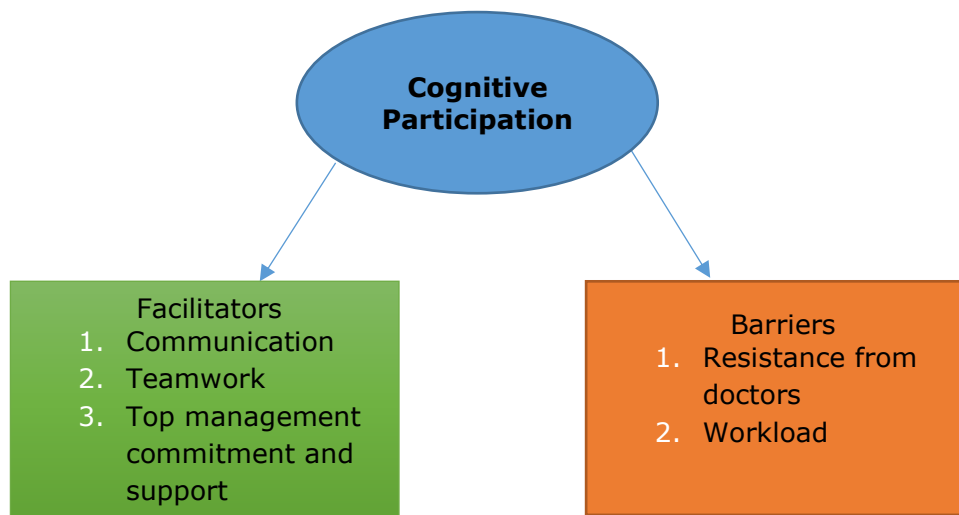 Cognitive
Participation
Facilitators
1. Communication
2. Teamwork
3. Top management
commitment and
support
Barriers
1. Resistance from
doctors
2. Workload